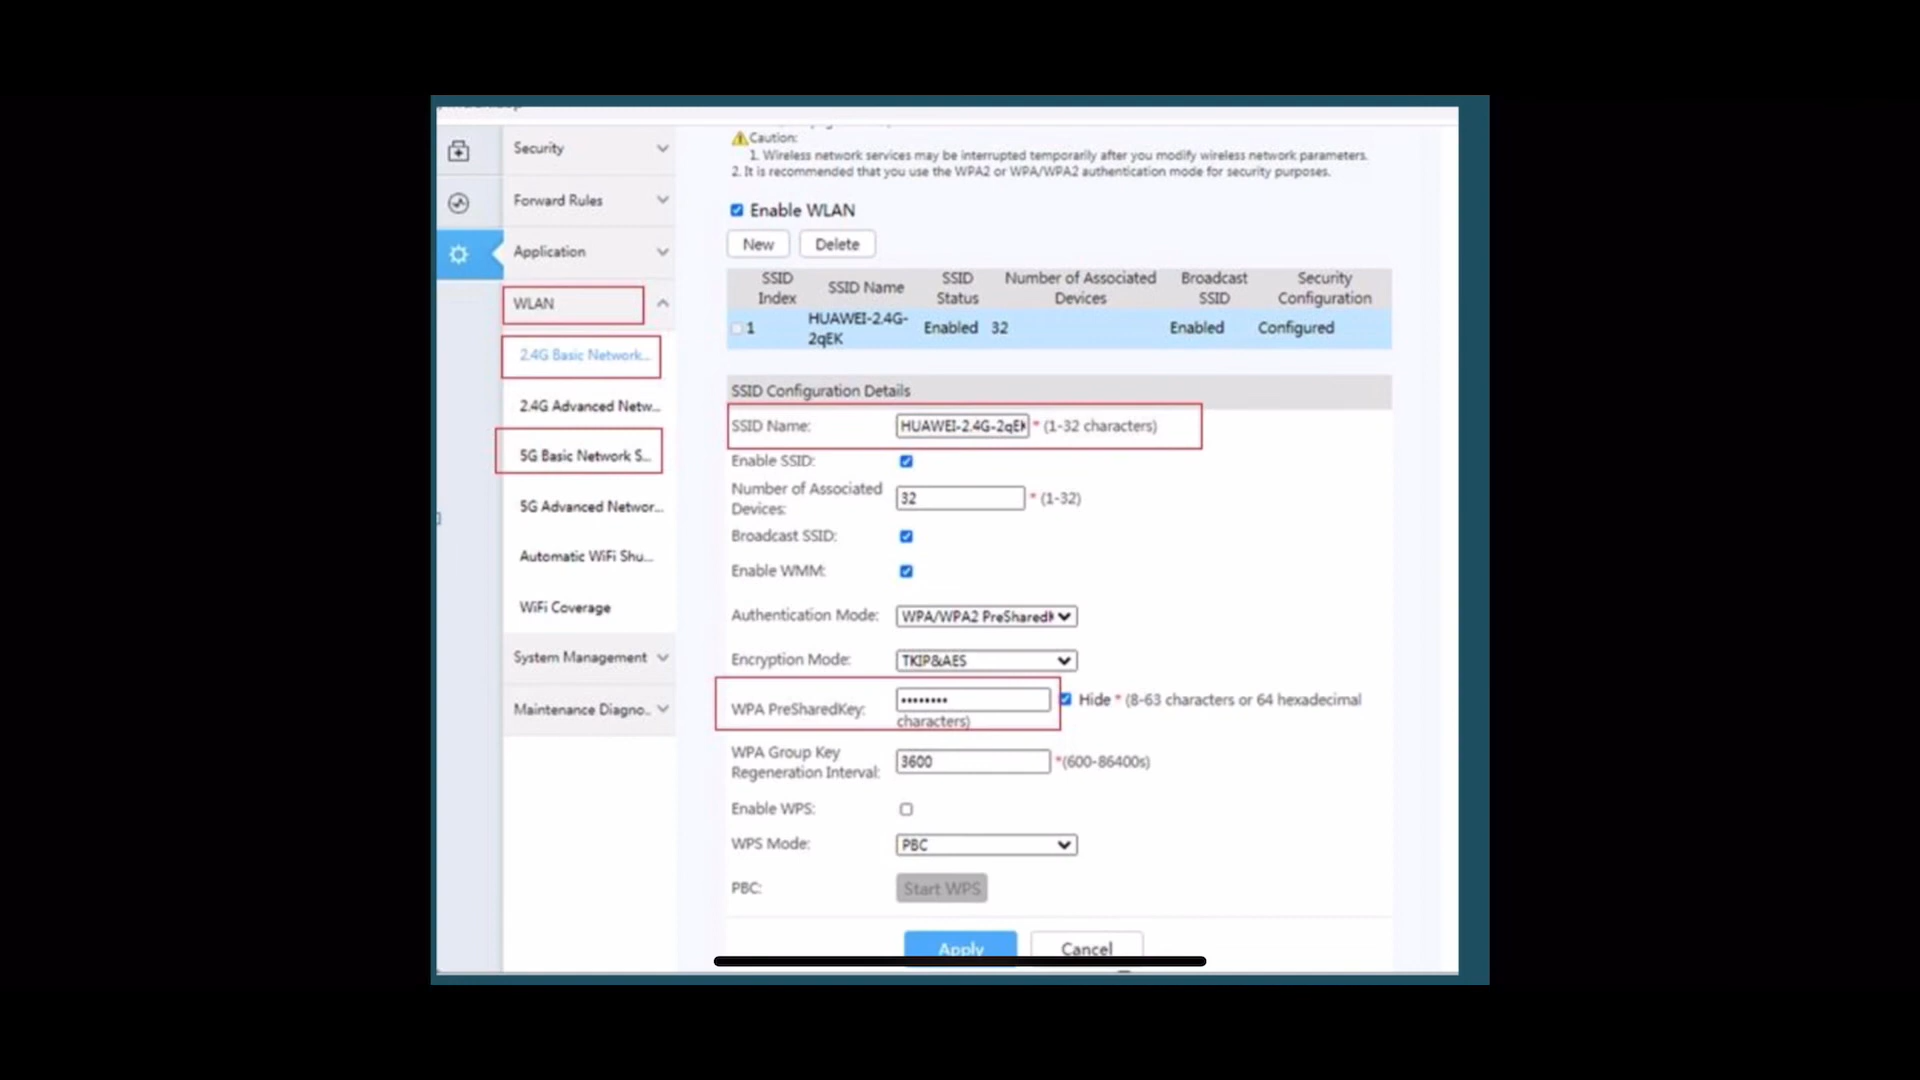 Caution:
1. Wireless network services may be interrupted temporarily after you modify wireless network parameters.
2. It is recommended that you use the WPA2 or WPA/WPA2 authentication mode for security purposes.
Security
Forward Rules
Application
WLAN
2.4G Basic Network...
2.4G Advanced Netw...
5G Basic Network S...
5G Advanced Networ...
Automatic WiFi Shu...
WiFi Coverage
System Management
Maintenance Diagno...
Enable WLAN
New Delete
SSID Index SSID Name SSID Status Number of Associated Devices Broadcast SSID Security Configuration
1 HUAWEI-2.4G-2qEK Enabled 32 Enabled Configured
SSID Configuration Details
SSID Name: HUAWEI-2.4G-2qEK * (1-32 characters)
Enable SSID:
Number of Associated Devices: 32 * (1-32)
Broadcast SSID:
Enable WMM:
Authentication Mode: WPA/WPA2 PreSharedK
Encryption Mode: TKIP&AES
WPA PreSharedKey: •••••••• Hide * (8-63 characters or 64 hexadecimal
characters)
WPA Group Key
Regeneration Interval: 3600 *(600-86400s)
Enable WPS:
WPS Mode: PBC
PBC: Start WPS
Apply Cancel